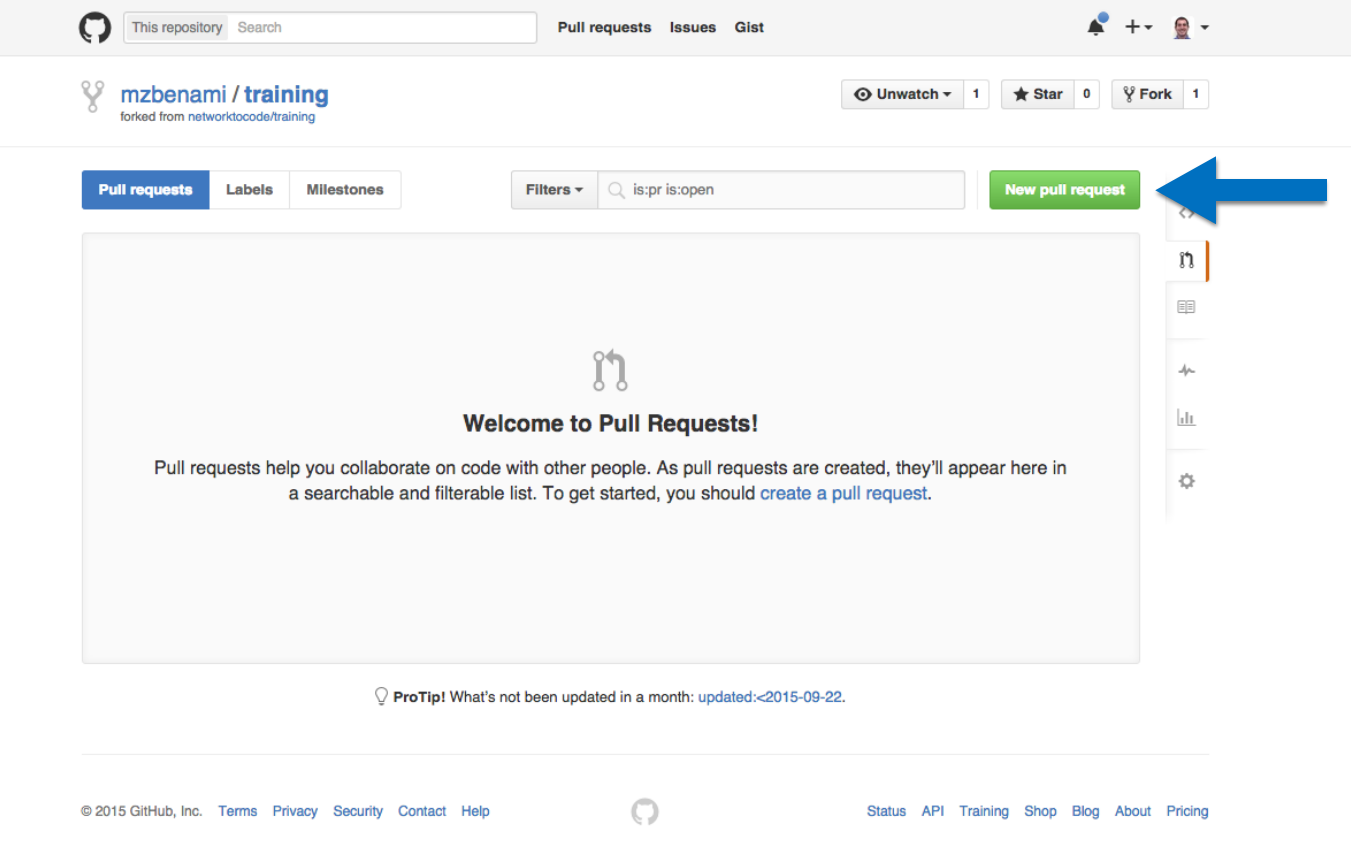 This repository Search Pull requests Issues Gist
mzbenami / training
forked from networktocode/training
Unwatch 1 Star 0 Fork 1
Pull requests Labels Milestones Filters is:pr is:open New pull request
Welcome to Pull Requests!
Pull requests help you collaborate on code with other people. As pull requests are created, they’ll appear here in
a searchable and filterable list. To get started, you should create a pull request.
ProTip! What’s not been updated in a month: updated:<2015-09-22.
© 2015 GitHub, Inc. Terms Privacy Security Contact Help Status API Training Shop Blog About Pricing